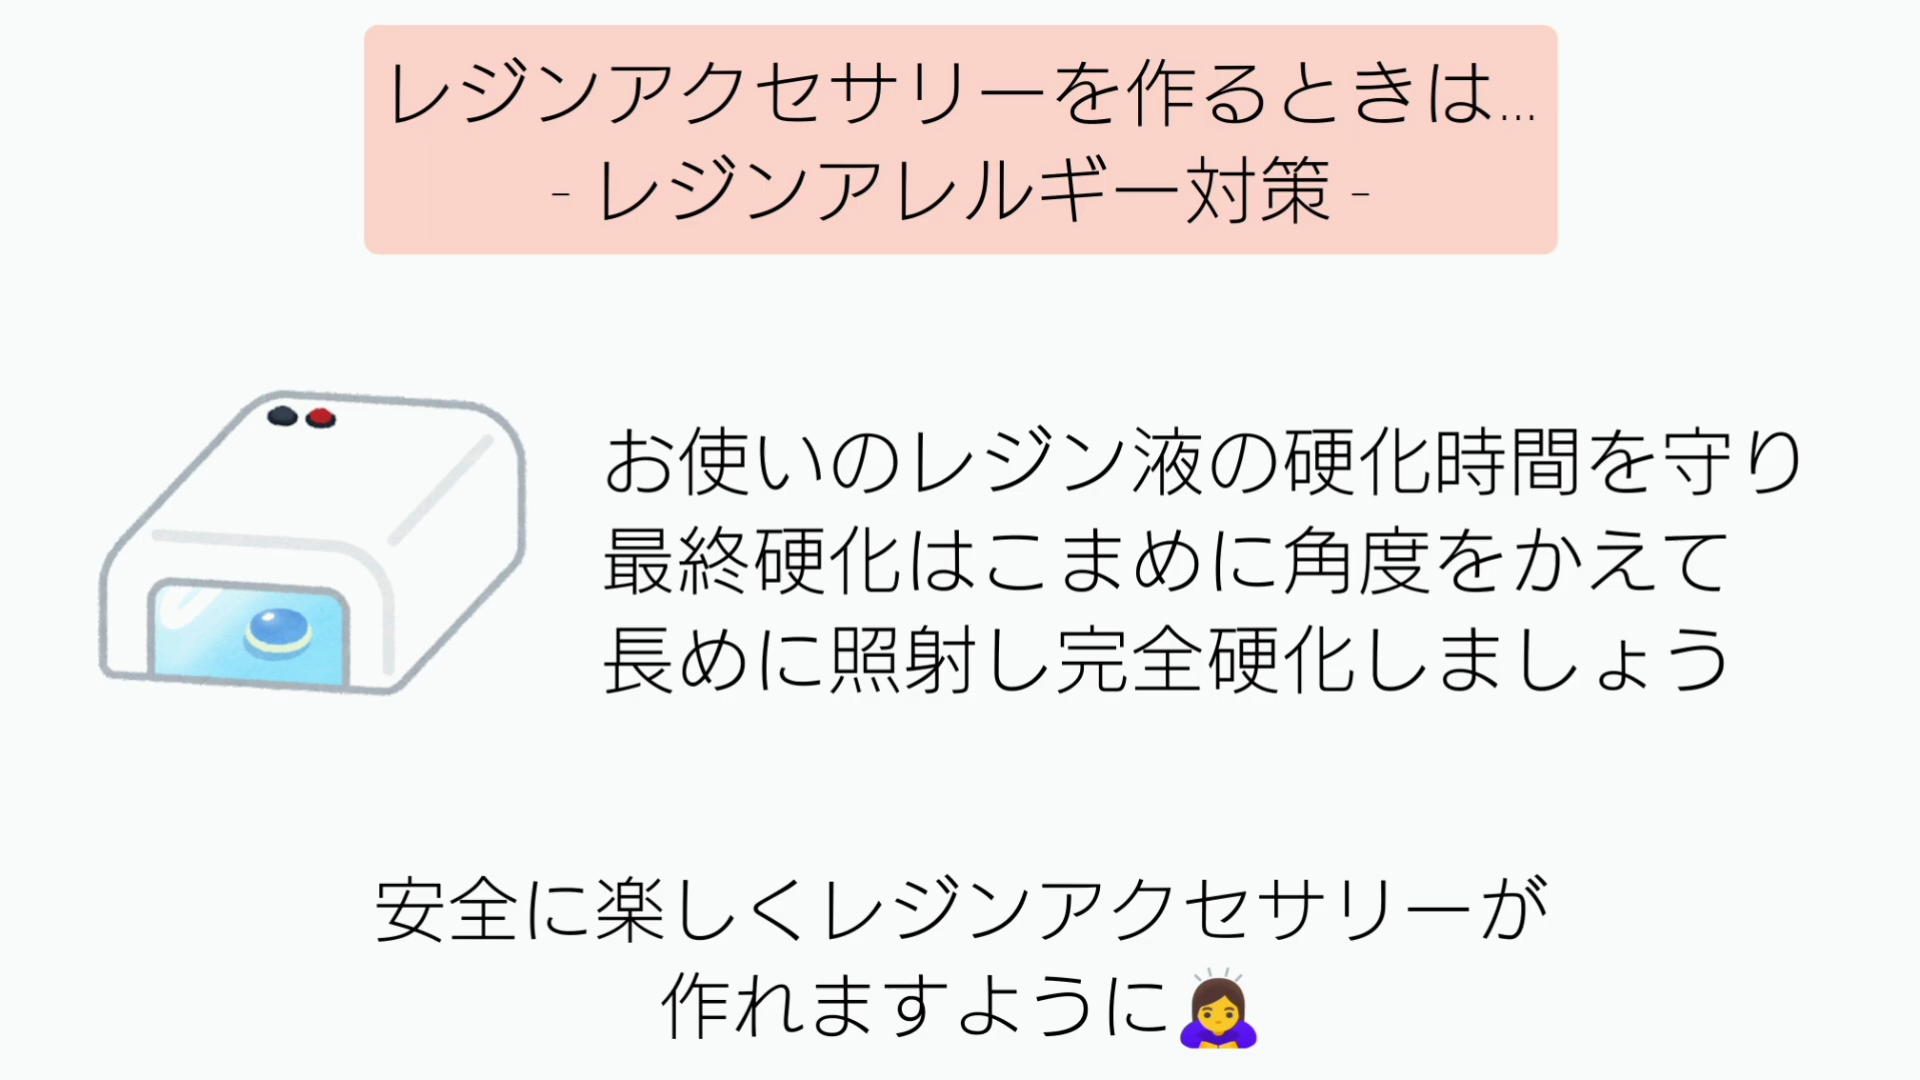 レジンアクセサリーを作るときは...
- レジンアレルギー対策 -
お使いのレジン液の硬化時間を守り
最終硬化はこまめに角度をかえて
長めに照射し完全硬化しましょう
安全に楽しくレジンアクセサリーが
作れますように🙇‍♀️